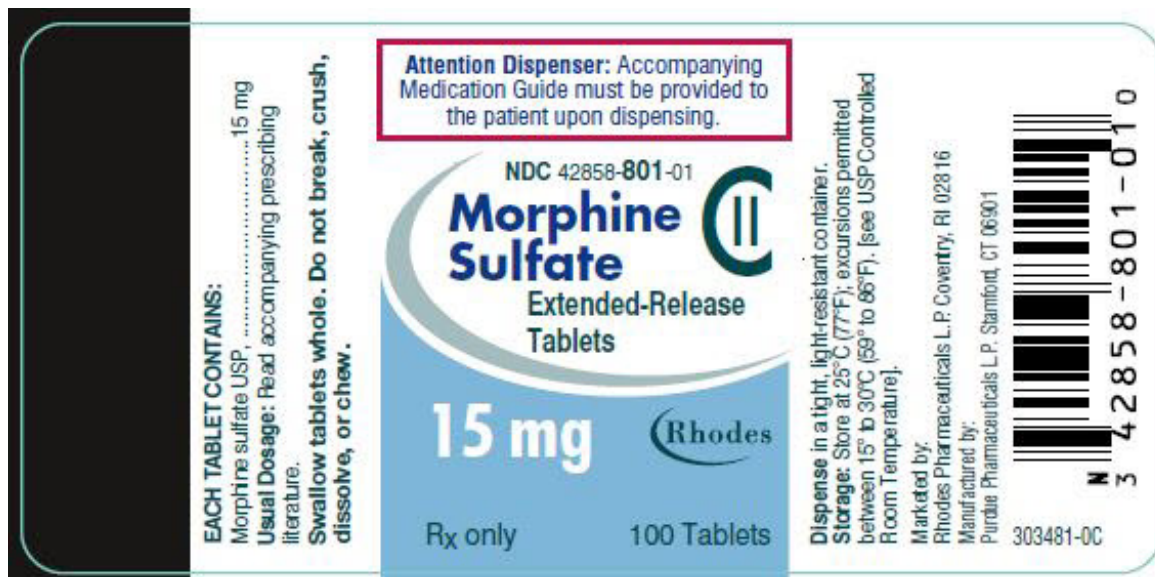 EACH TABLET CONTAINS:
Morphine sulfate USP, ..............................15 mg
Usual Dosage: Read accompanying prescribing
literature.
Swallow tablets whole. Do not break, crush,
dissolve, or chew.
Attention Dispenser: Accompanying
Medication Guide must be provided to
the patient upon dispensing.
NDC 42858-801-01
Morphine
Sulfate
CII
Extended-Release
Tablets
15 mg
Rhodes
Rx only
100 Tablets
Dispense in a tight, light-resistant container.
Storage: Store at 25°C (77°F); excursions permitted
between 15° to 30°C (59° to 86°F). [see USP Controlled
Room Temperature].
Marketed by:
Rhodes Pharmaceuticals L.P. Coventry, RI 02816
Manufactured by:
Purdue Pharmaceuticals L.P. Stamford, CT 06901
N
3 42858-801-01 0
303481-0C